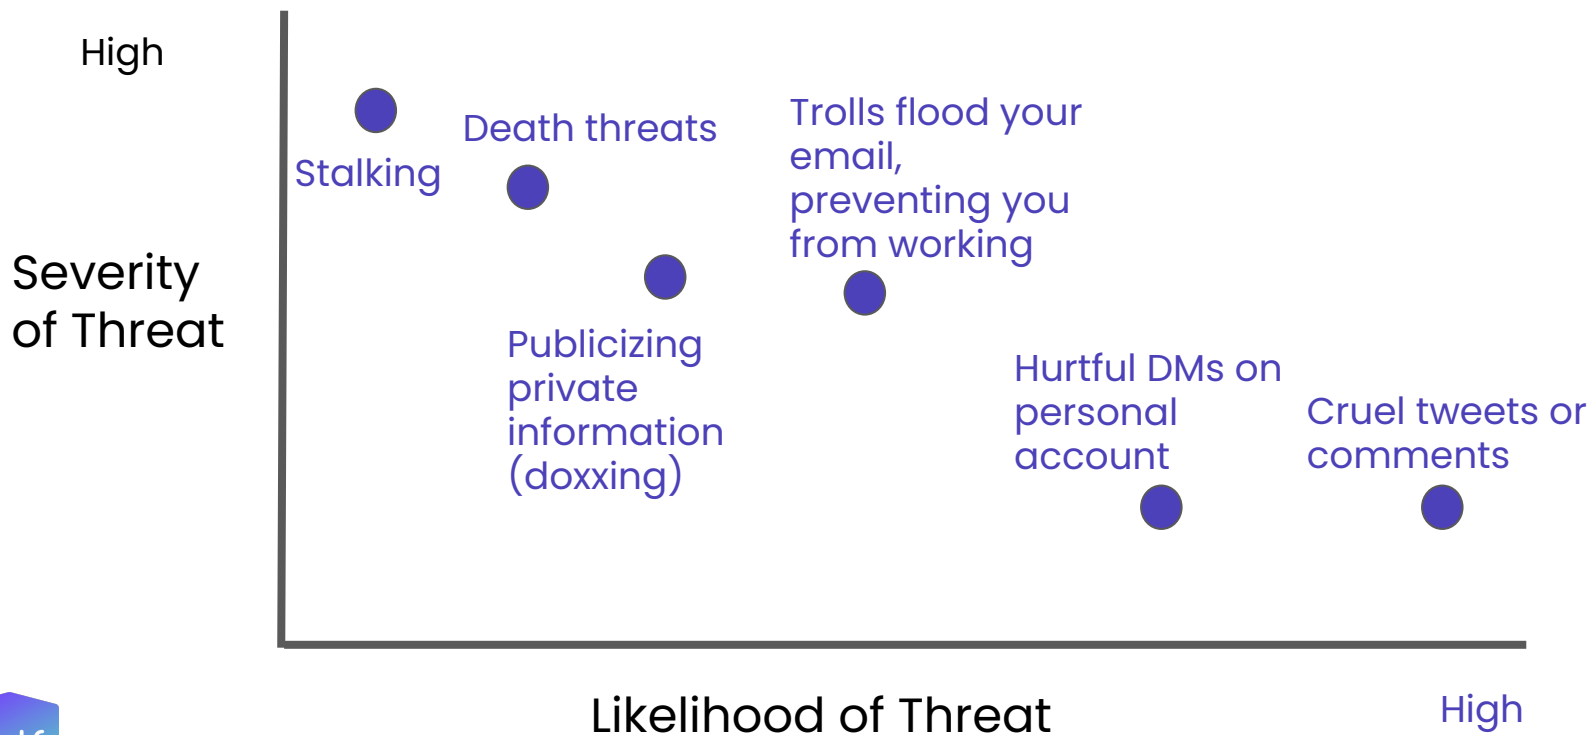 High
Stalking
Death threats
Trolls flood your
email,
preventing you
from working
Severity
of Threat
Publicizing
private
information
(doxxing)
Hurtful DMs on
personal
account
Cruel tweets or
comments
Likelihood of Threat
High